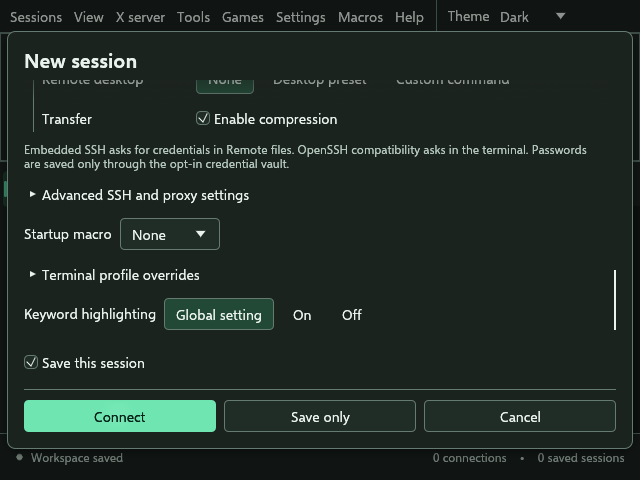 Sessions View X server Tools Games Settings Macros Help Theme Dark
New session
Remote desktop None Desktop preset Custom command
Transfer Enable compression
Embedded SSH asks for credentials in Remote files. OpenSSH compatibility asks in the terminal. Passwords
are saved only through the opt-in credential vault.
Advanced SSH and proxy settings
Startup macro None
Terminal profile overrides
Keyword highlighting Global setting On Off
Save this session
Connect Save only Cancel
Workspace saved 0 connections • 0 saved sessions